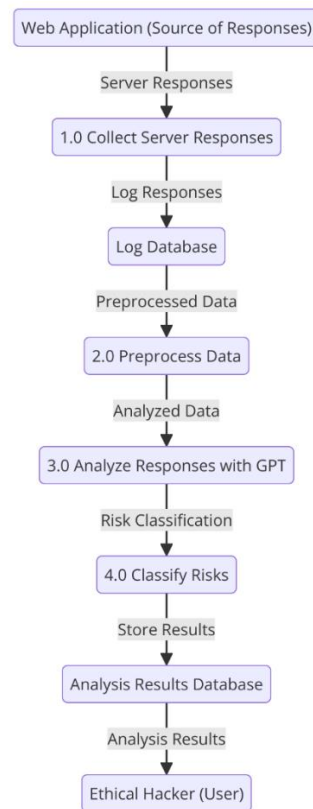 Web Application (Source of Responses)
Server Responses
1.0 Collect Server Responses
Log Responses
Log Database
Preprocessed Data
2.0 Preprocess Data
Analyzed Data
3.0 Analyze Responses with GPT
Risk Classification
4.0 Classify Risks
Store Results
Analysis Results Database
Analysis Results
Ethical Hacker (User)